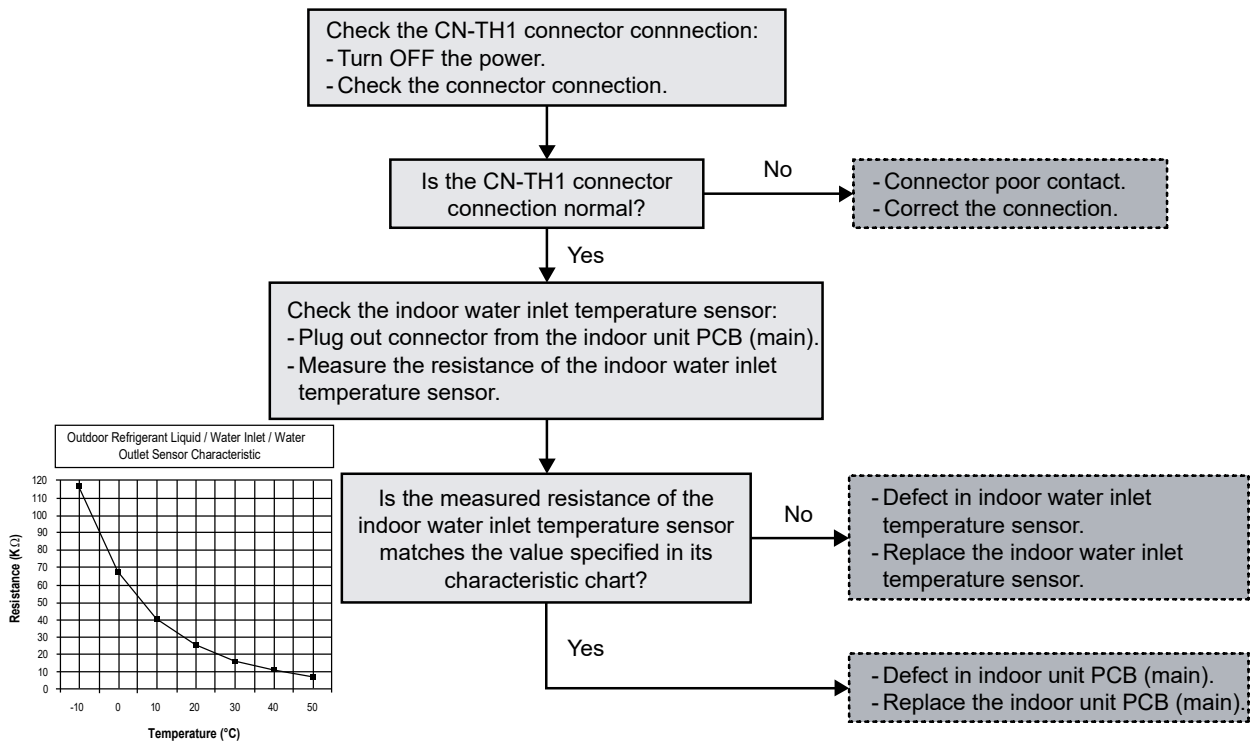 Check the CN-TH1 connector connnection:
- Turn OFF the power.
- Check the connector connection.
Is the CN-TH1 connector
connection normal?
No
- Connector poor contact.
- Correct the connection.
Yes
Check the indoor water inlet temperature sensor:
- Plug out connector from the indoor unit PCB (main).
- Measure the resistance of the indoor water inlet
temperature sensor.
Outdoor Refrigerant Liquid / Water Inlet / Water
Outlet Sensor Characteristic
120
110
100
90
80
70
60
50
40
30
20
10
0
Resistance (KΩ)
-10 0 10 20 30 40 50
Temperature (°C)
Is the measured resistance of the
indoor water inlet temperature sensor
matches the value specified in its
characteristic chart?
No
- Defect in indoor water inlet
temperature sensor.
- Replace the indoor water inlet
temperature sensor.
Yes
- Defect in indoor unit PCB (main).
- Replace the indoor unit PCB (main).